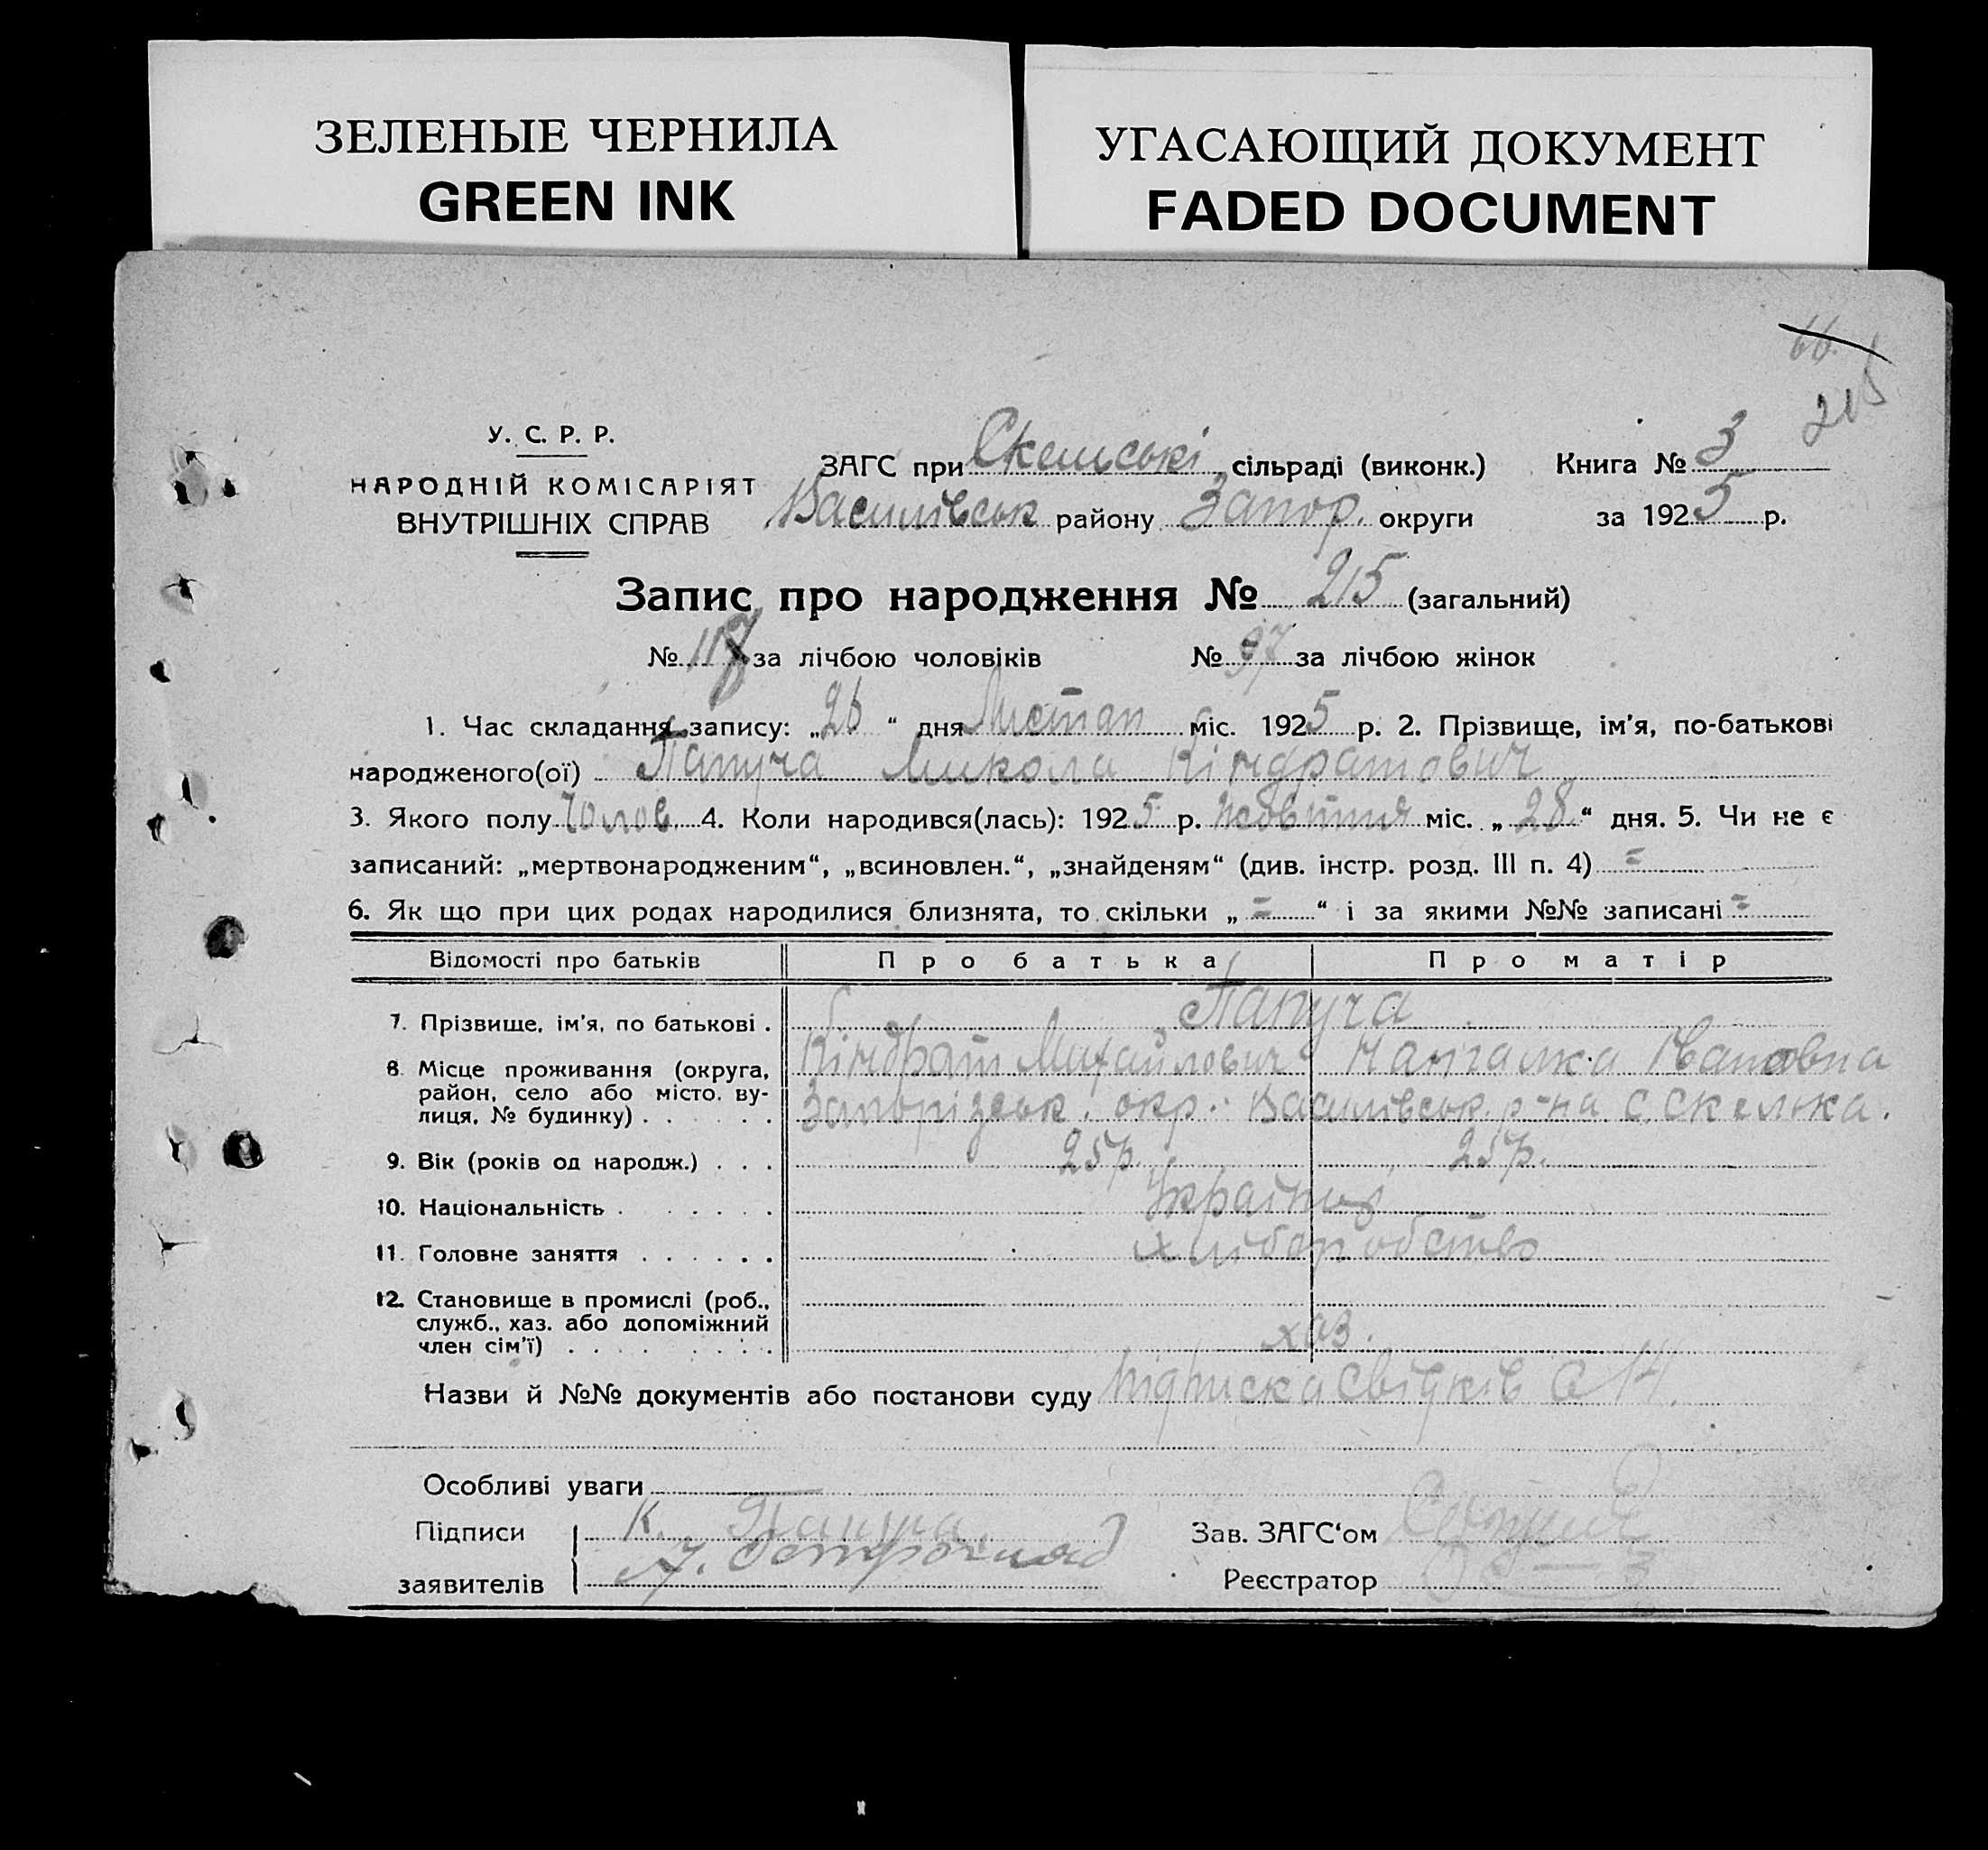 ЗЕЛЕНЫЕ ЧЕРНИЛА
GREEN INK
УГАСАЮЩИЙ ДОКУМЕНТ
FADED DOCUMENT
66.
215
У. С. Р. Р.
НАРОДНІЙ КОМІСАРІЯТ
ВНУТРІШНІХ СПРАВ
ЗАГС при сільраді (виконк.) Книга № 3
Василівськ району Запор. округи за 1925 р.
Запис про народження № 215 (загальний)
№ 118 за лічбою чоловіків № 97 за лічбою жінок
1. Час складання запису: „26“ дня Листоп міс. 1925 р. 2. Прізвище, ім'я, по-батькові
народженого(ої) Папуча Микола Кіндратович
3. Якого полу Чолов. 4. Коли народився(лась): 1925 р. Жовтня міс. „28.“ дня. 5. Чи не є
записаний: „мертвонародженим“, „всиновлен.“, „знайденям“ (див. інстр. розд. III п. 4) =
6. Як що при цих родах народилися близнята, то скільки „=“ і за якими №№ записані =
Відомості про батьків Про батька Про матір
7. Прізвище, ім'я, по батькові . Папуча
Кіндрат Михайлович Ивановна
8. Місце проживання (округа, район, село або місто, вулиця, № будинку) . . . . . . Запорізськ. окр. Василівськ. р-на с. Скелька.
9. Вік (років од народж.) . . . 25 р. 25 р.
10. Національність . . . . . . . Українці
11. Головне заняття . . . . . . хліборобство
12. Становище в промислі (роб., служб., хаз. або допоміжний член сім'ї) . . . . . . . . хаз.
Назви й №№ документів або постанови суду підписка свідків
Особливі уваги
Підписи К. Папуча. Зав. ЗАГС'ом
заявителів Реєстратор